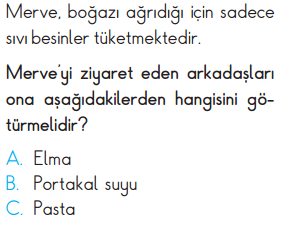 Merve, boğazı ağrıdığı için sadece
sıvı besinler tüketmektedir.
Merve'yi ziyaret eden arkadaşları
ona aşağıdakilerden hangisini gö-
türmelidir?
A. Elma
B. Portakal suyu
C. Pasta